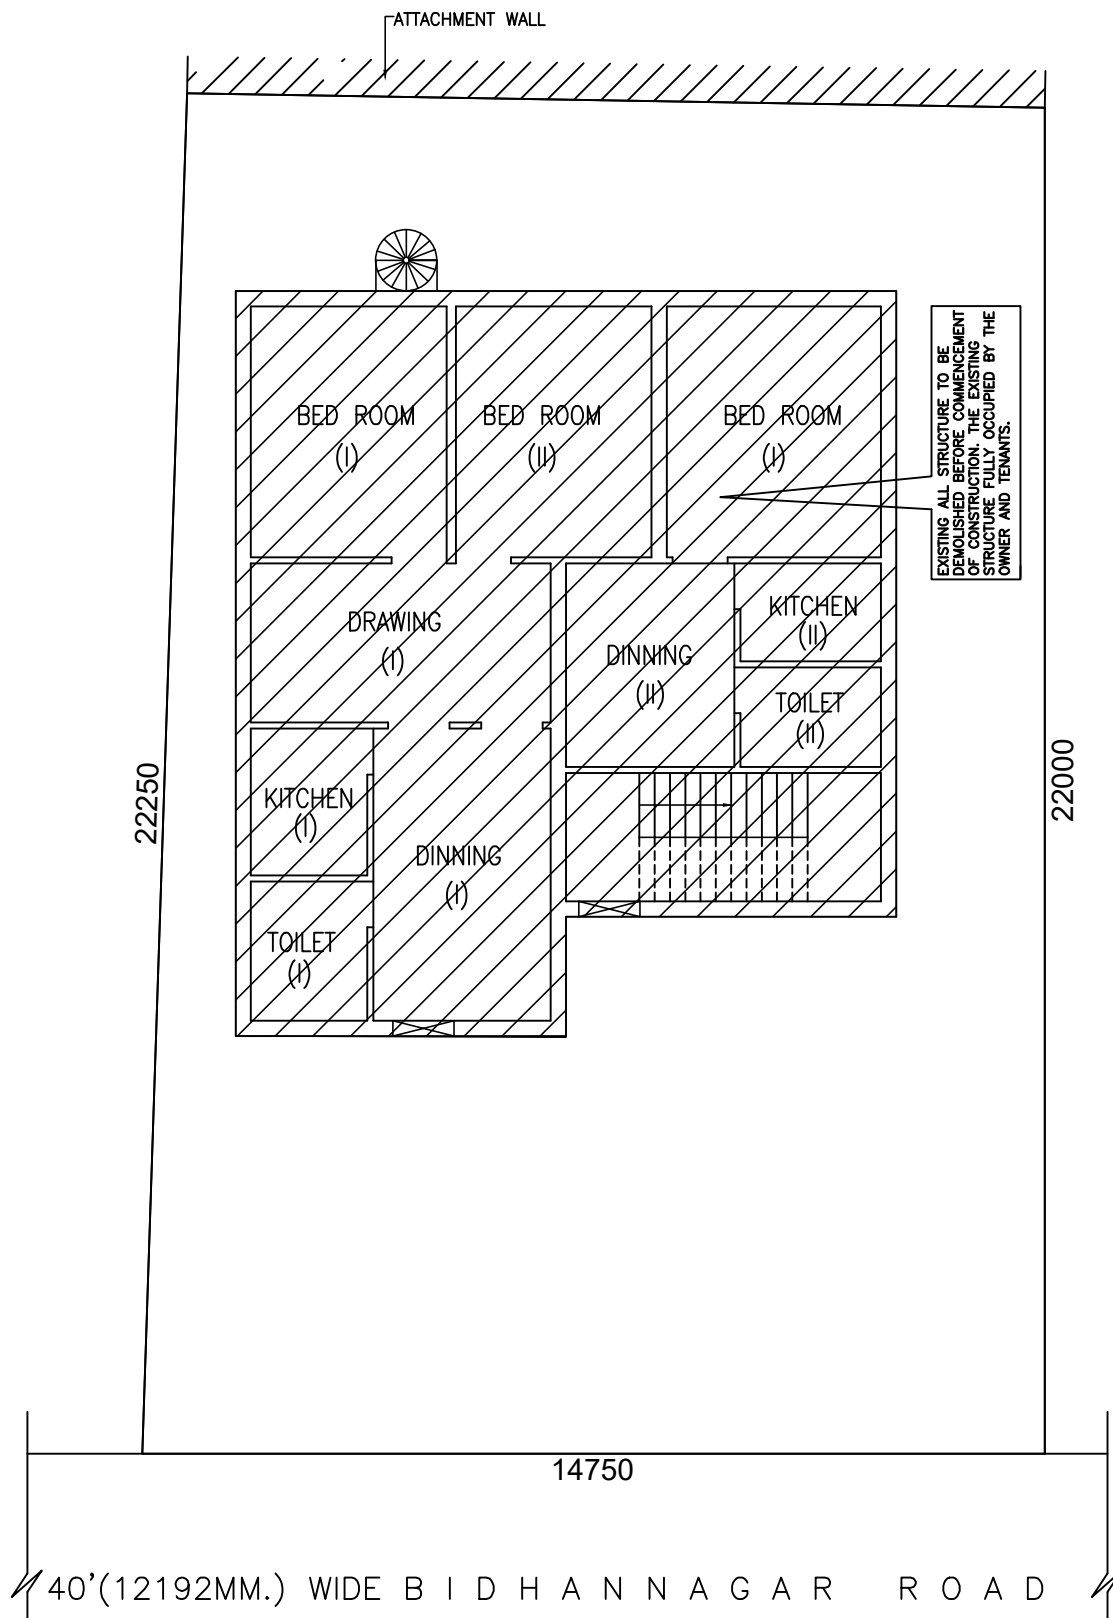 ATTACHMENT WALL
BED ROOM
(I)
BED ROOM
(II)
BED ROOM
(I)
EXISTING ALL STRUCTURE TO BE
DEMOLISHED BEFORE COMMENCEMENT
OF CONSTRUCTION. THE EXISTING
STRUCTURE FULLY OCCUPIED BY THE
OWNER AND TENANTS.
DRAWING
(I)
DINNING
(II)
KITCHEN
(II)
TOILET
(II)
22250
22000
KITCHEN
(I)
DINNING
(I)
TOILET
(I)
14750
40'(12192MM.) WIDE BIDHANNAGAR ROAD